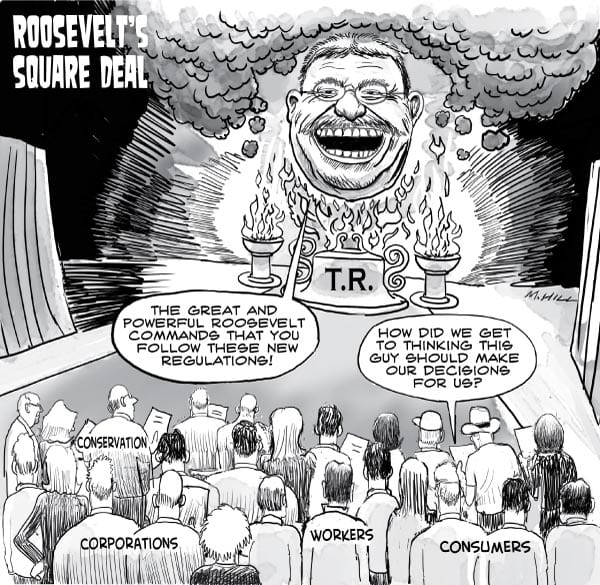 ROOSEVELT'S
SQUARE DEAL
T.R.
M. HILL
THE GREAT AND
POWERFUL ROOSEVELT
COMMANDS THAT YOU
FOLLOW THESE NEW
REGULATIONS!
HOW DID WE GET
TO THINKING THIS
GUY SHOULD MAKE
OUR DECISIONS
FOR US?
CONSERVATION
CORPORATIONS
WORKERS
CONSUMERS